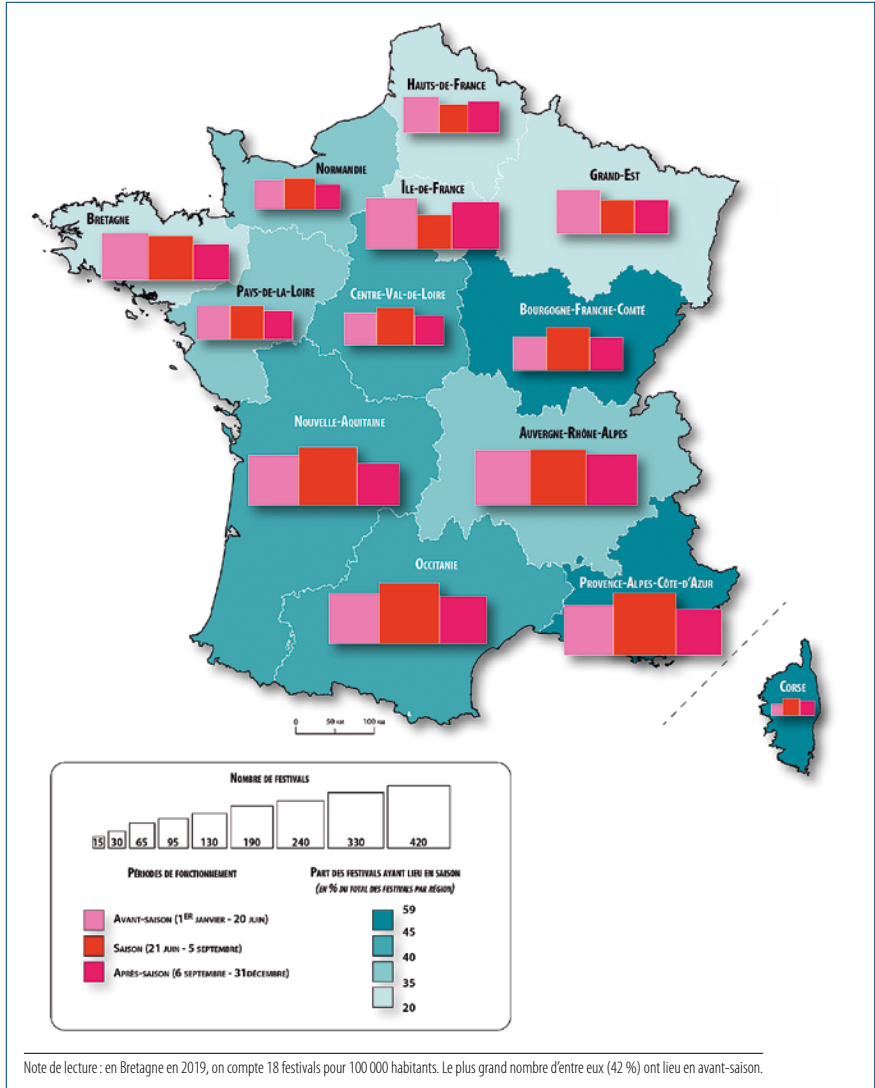 Hauts-de-France
Normandie
Île-de-France
Grand-Est
Bretagne
Pays-de-la-Loire
Centre-Val-de-Loire
Bourgogne-Franche-Comté
Nouvelle-Aquitaine
Auvergne-Rhône-Alpes
Occitanie
Provence-Alpes-Côte-d'Azur
Corse
0 50 km 100 km
Nombre de festivals
15 30 65 95 130 190 240 330 420
Périodes de fonctionnement
Avant-saison (1er janvier - 20 juin)
Saison (21 juin - 5 septembre)
Après-saison (6 septembre - 31décembre)
Part des festivals ayant lieu en saison
(en % du total des festivals par région)
59
45
40
35
20
Note de lecture : en Bretagne en 2019, on compte 18 festivals pour 100 000 habitants. Le plus grand nombre d'entre eux (42 %) ont lieu en avant-saison.